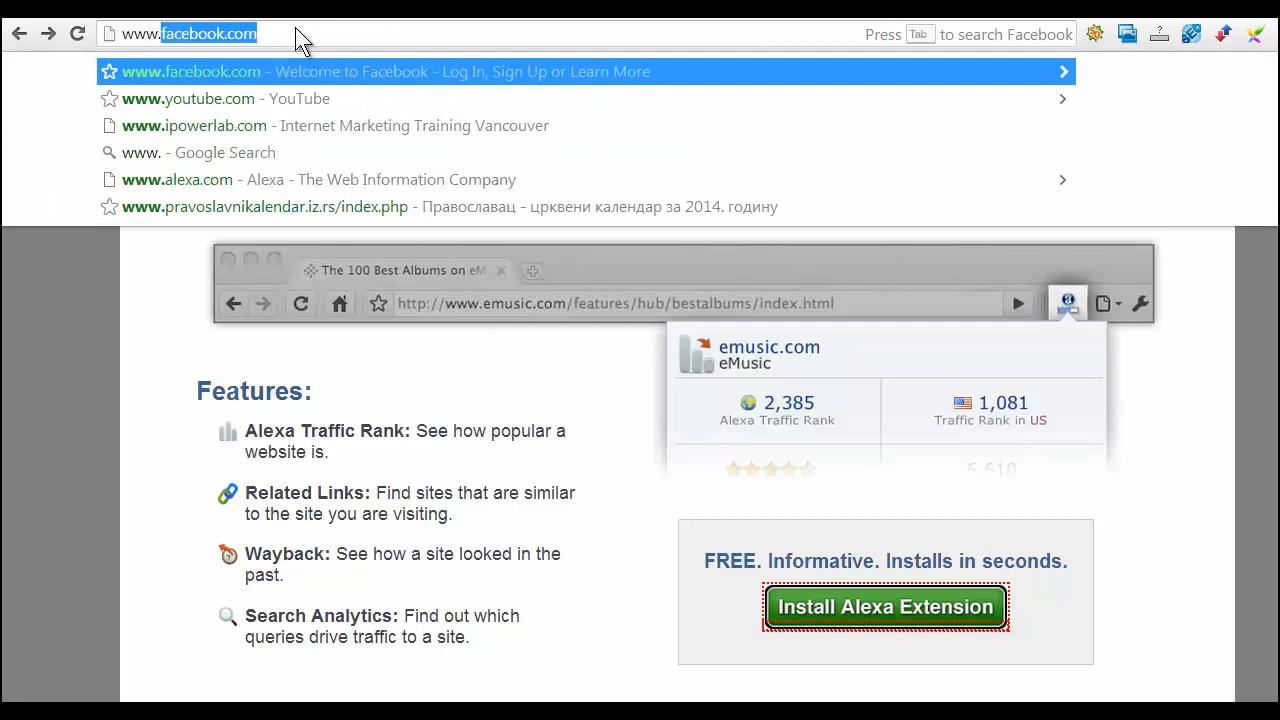 www.facebook.com
Press Tab to search Facebook
www.facebook.com - Welcome to Facebook - Log In, Sign Up or Learn More
www.youtube.com - YouTube
www.ipowerlab.com - Internet Marketing Training Vancouver
www. - Google Search
www.alexa.com - Alexa - The Web Information Company
www.pravoslavnikalendar.iz.rs/index.php - Православац - црквени календар за 2014. годину
The 100 Best Albums on eM
http://www.emusic.com/features/hub/bestalbums/index.html
emusic.com
eMusic
2,385
Alexa Traffic Rank
1,081
Traffic Rank in US
6,610
Features:
Alexa Traffic Rank: See how popular a
website is.
Related Links: Find sites that are similar
to the site you are visiting.
Wayback: See how a site looked in the
past.
Search Analytics: Find out which
queries drive traffic to a site.
FREE. Informative. Installs in seconds.
Install Alexa Extension